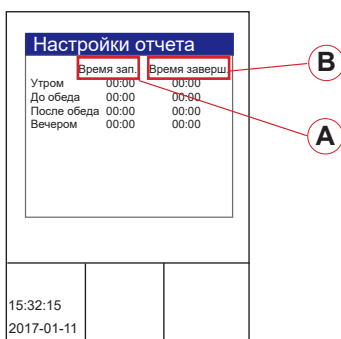 Настройки отчета
Время зап. Время заверш.
Утром 00:00 00:00
До обеда 00:00 00:00
После обеда 00:00 00:00
Вечером 00:00 00:00
B
A
15:32:15
2017-01-11